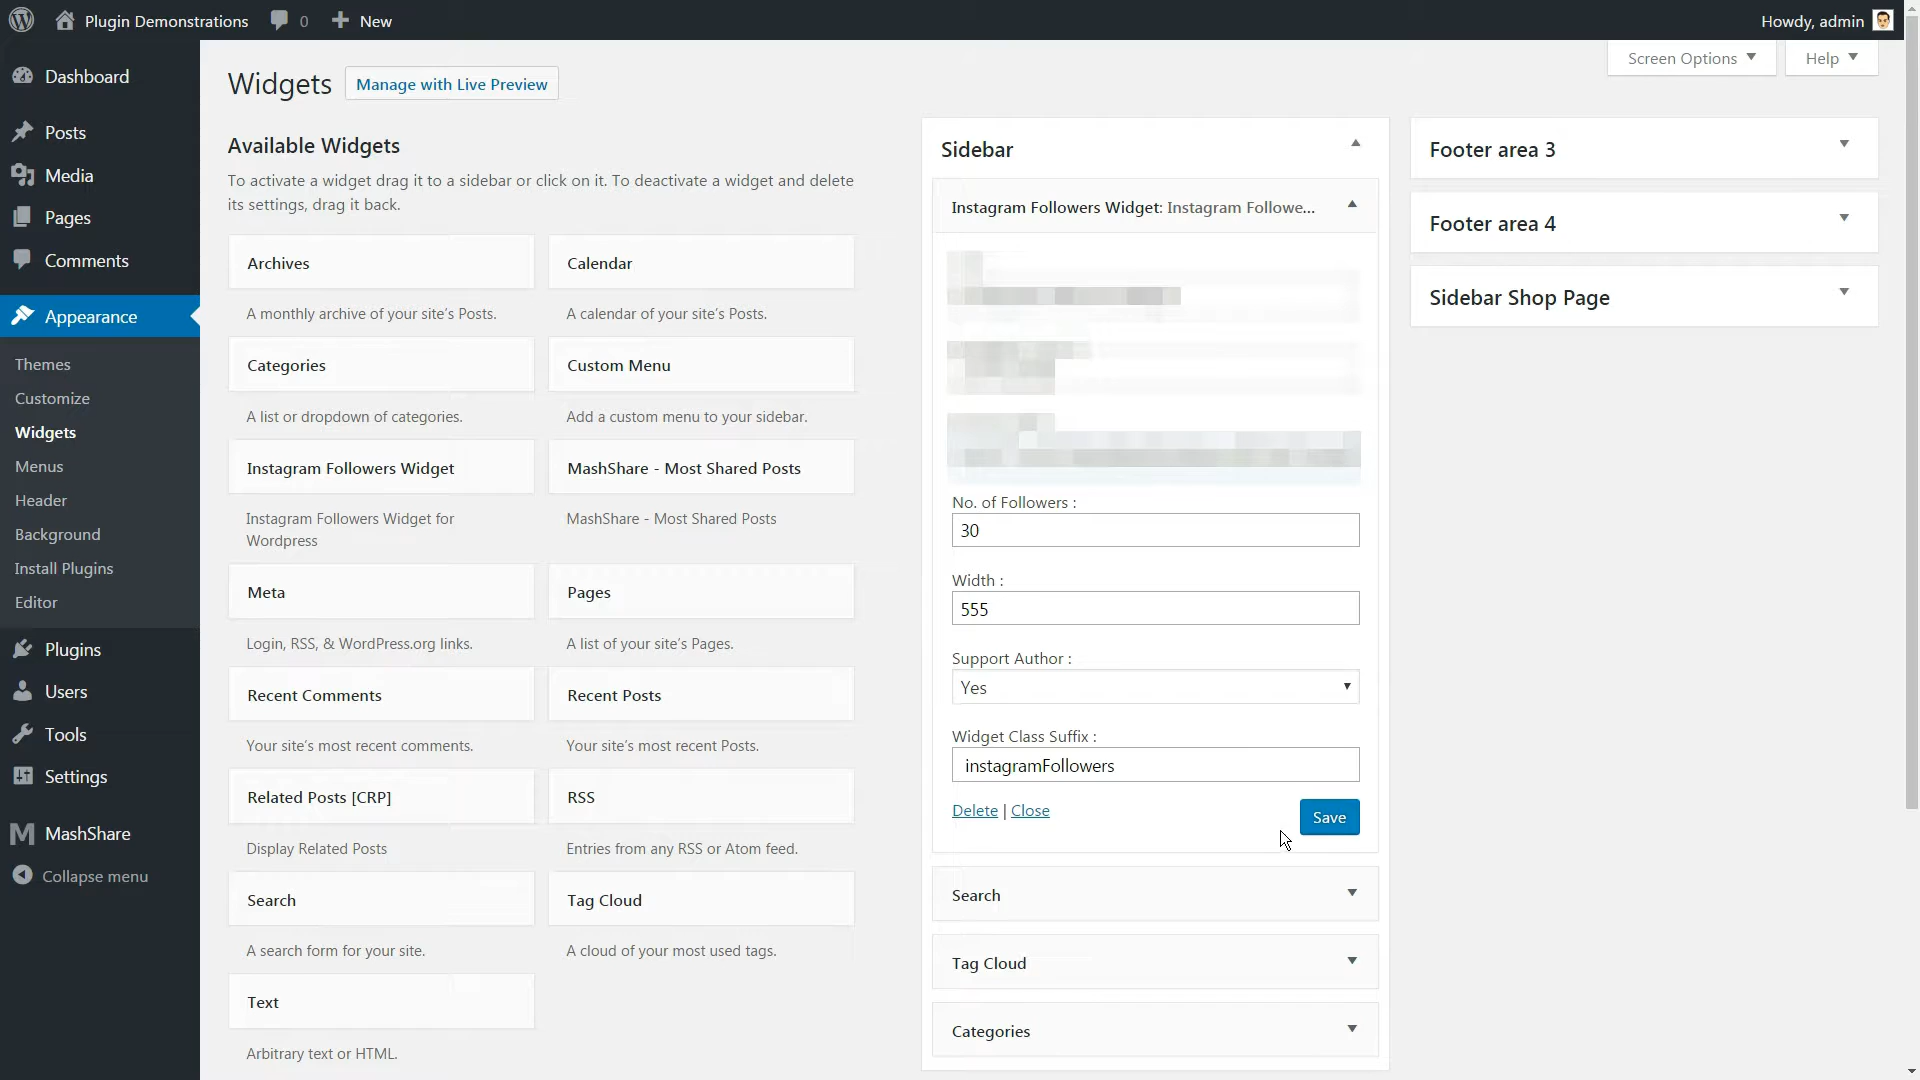 Plugin Demonstrations 0 New Howdy, admin
Dashboard
Posts
Media
Pages
Comments
Appearance
Themes
Customize
Widgets
Menus
Header
Background
Install Plugins
Editor
Plugins
Users
Tools
Settings
MashShare
Collapse menu
Screen Options Help
Widgets Manage with Live Preview
Available Widgets
To activate a widget drag it to a sidebar or click on it. To deactivate a widget and delete
its settings, drag it back.
Archives Calendar
A monthly archive of your site’s Posts. A calendar of your site’s Posts.
Categories Custom Menu
A list or dropdown of categories. Add a custom menu to your sidebar.
Instagram Followers Widget MashShare - Most Shared Posts
Instagram Followers Widget for MashShare - Most Shared Posts
Wordpress
Meta Pages
Login, RSS, & WordPress.org links. A list of your site’s Pages.
Recent Comments Recent Posts
Your site’s most recent comments. Your site’s most recent Posts.
Related Posts [CRP] RSS
Display Related Posts Entries from any RSS or Atom feed.
Search Tag Cloud
A search form for your site. A cloud of your most used tags.
Text
Arbitrary text or HTML.
Sidebar
Instagram Followers Widget: Instagram Followe...
No. of Followers :
30
Width :
555
Support Author :
Yes
Widget Class Suffix :
instagramFollowers
Delete | Close Save
Search
Tag Cloud
Categories
Footer area 3
Footer area 4
Sidebar Shop Page